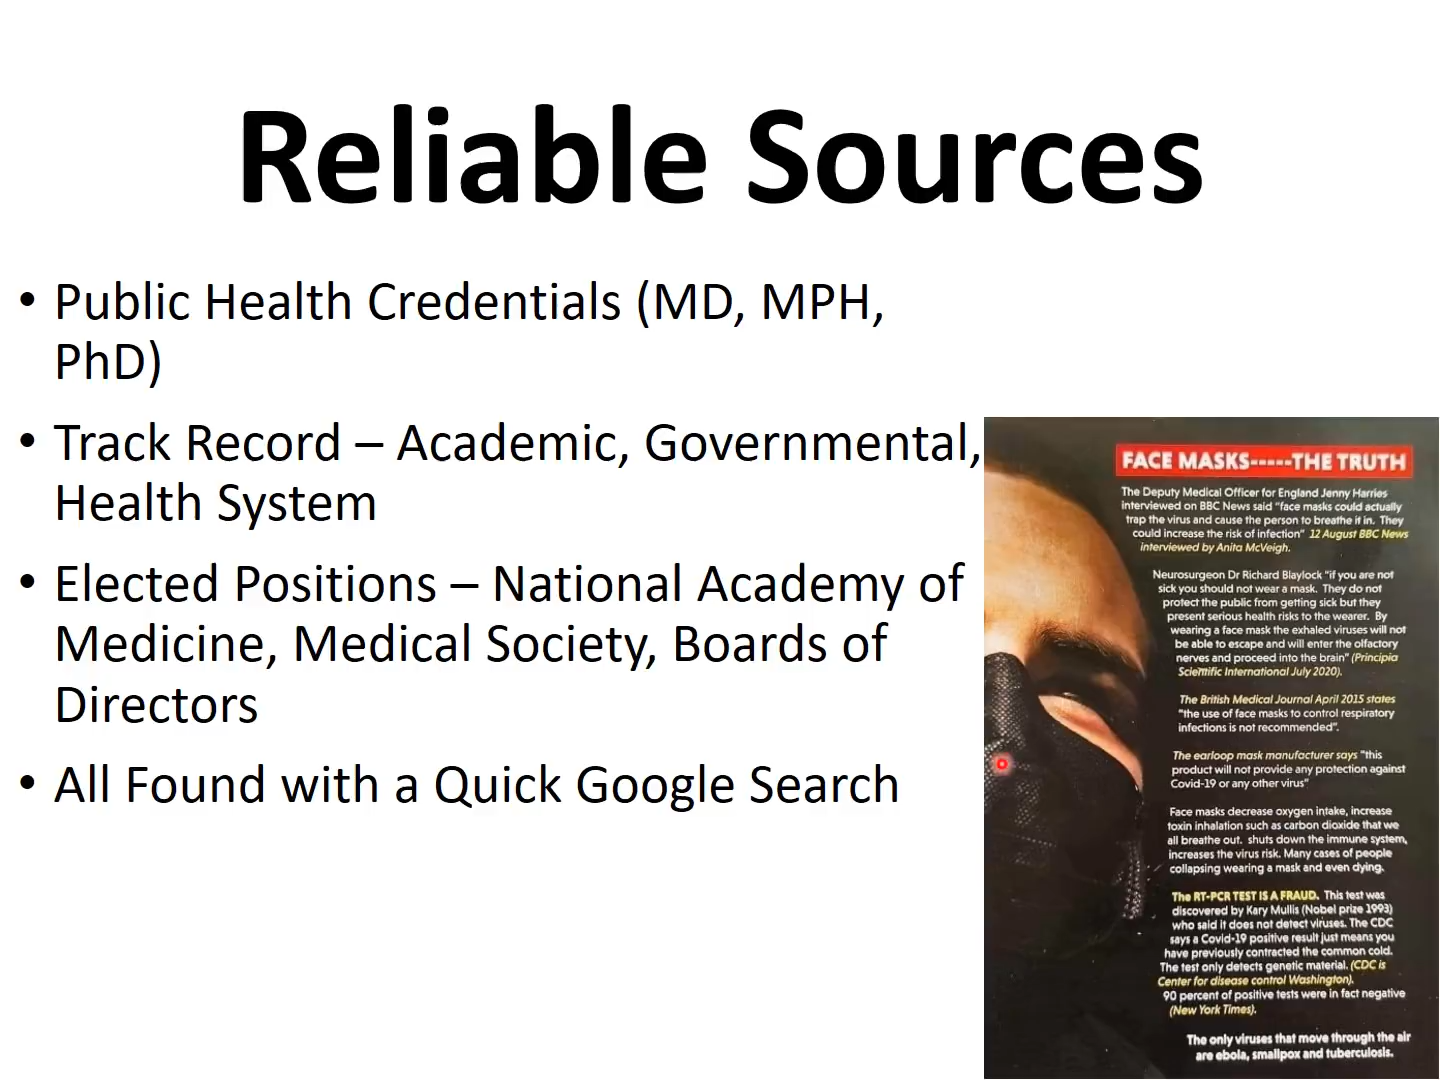 Reliable Sources
• Public Health Credentials (MD, MPH,
PhD)
• Track Record – Academic, Governmental,
Health System
• Elected Positions – National Academy of
Medicine, Medical Society, Boards of
Directors
• All Found with a Quick Google Search
FACE MASKS-----THE TRUTH
The Deputy Medical Officer for England Jenny Harries
interviewed on BBC News said "face masks could actually
trap the virus and cause the person to breathe it in. They
could increase the risk of infection" 12 August BBC News
interviewed by Anita McVeigh.
Neurosurgeon Dr Richard Blaylock "if you are not
sick you should not wear a mask. They do not
protect the public from getting sick but they
present serious health risks to the wearer. By
wearing a face mask the exhaled viruses will not
be able to escape and will enter the olfactory
nerves and proceed into the brain" (Principia
Scientific International July 2020).
The British Medical Journal April 2015 states
"the use of face masks to control respiratory
infections is not recommended".
The earloop mask manufacturer says "this
product will not provide any protection against
Covid-19 or any other virus"
Face masks decrease oxygen intake, increase
toxin inhalation such as carbon dioxide that we
all breathe out. shuts down the immune system,
increases the virus risk. Many cases of people
collapsing wearing a mask and even dying.
The RT-PCR TEST IS A FRAUD. This test was
discovered by Kary Mullis (Nobel prize 1993)
who said it does not detect viruses. The CDC
says a Covid-19 positive result just means you
have previously contracted the common cold.
The test only detects genetic material. (CDC is
Center for disease control Washington).
90 percent of positive tests were in fact negative
(New York Times).
The only viruses that move through the air
are ebola, smallpox and tuberculosis.